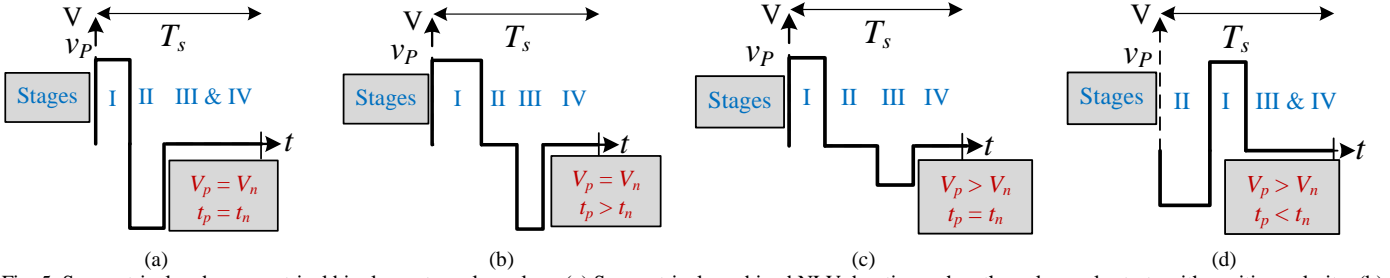 V
v_P
T_s
Stages
I II III & IV
t
V_p = V_n
t_p = t_n
(a)
V
v_P
T_s
Stages
I II III IV
t
V_p = V_n
t_p > t_n
(b)
V
v_P
T_s
Stages
I II III IV
t
V_p > V_n
t_p = t_n
(c)
V
v_P
T_s
Stages
II I III & IV
t
V_p > V_n
t_p < t_n
(d)